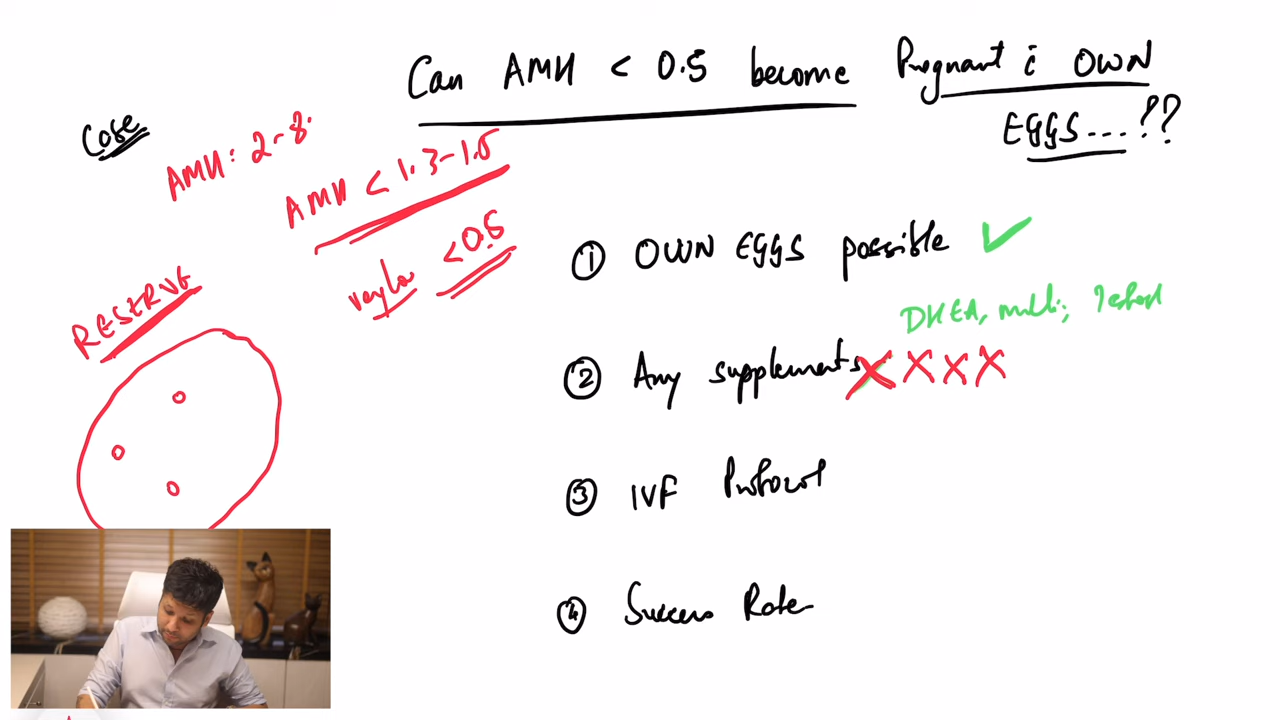 Can AMH < 0.5 become Pregnant c̄ OWN
EGGS...??
Case
AMH: 2-8.
AMH < 1.3-1.5
very low <0.5
RESERVE
① OWN EGGS possible ✓
DHEA, multi;
② Any supplements XXXX
③ IVF Protocol
④ Success Rate